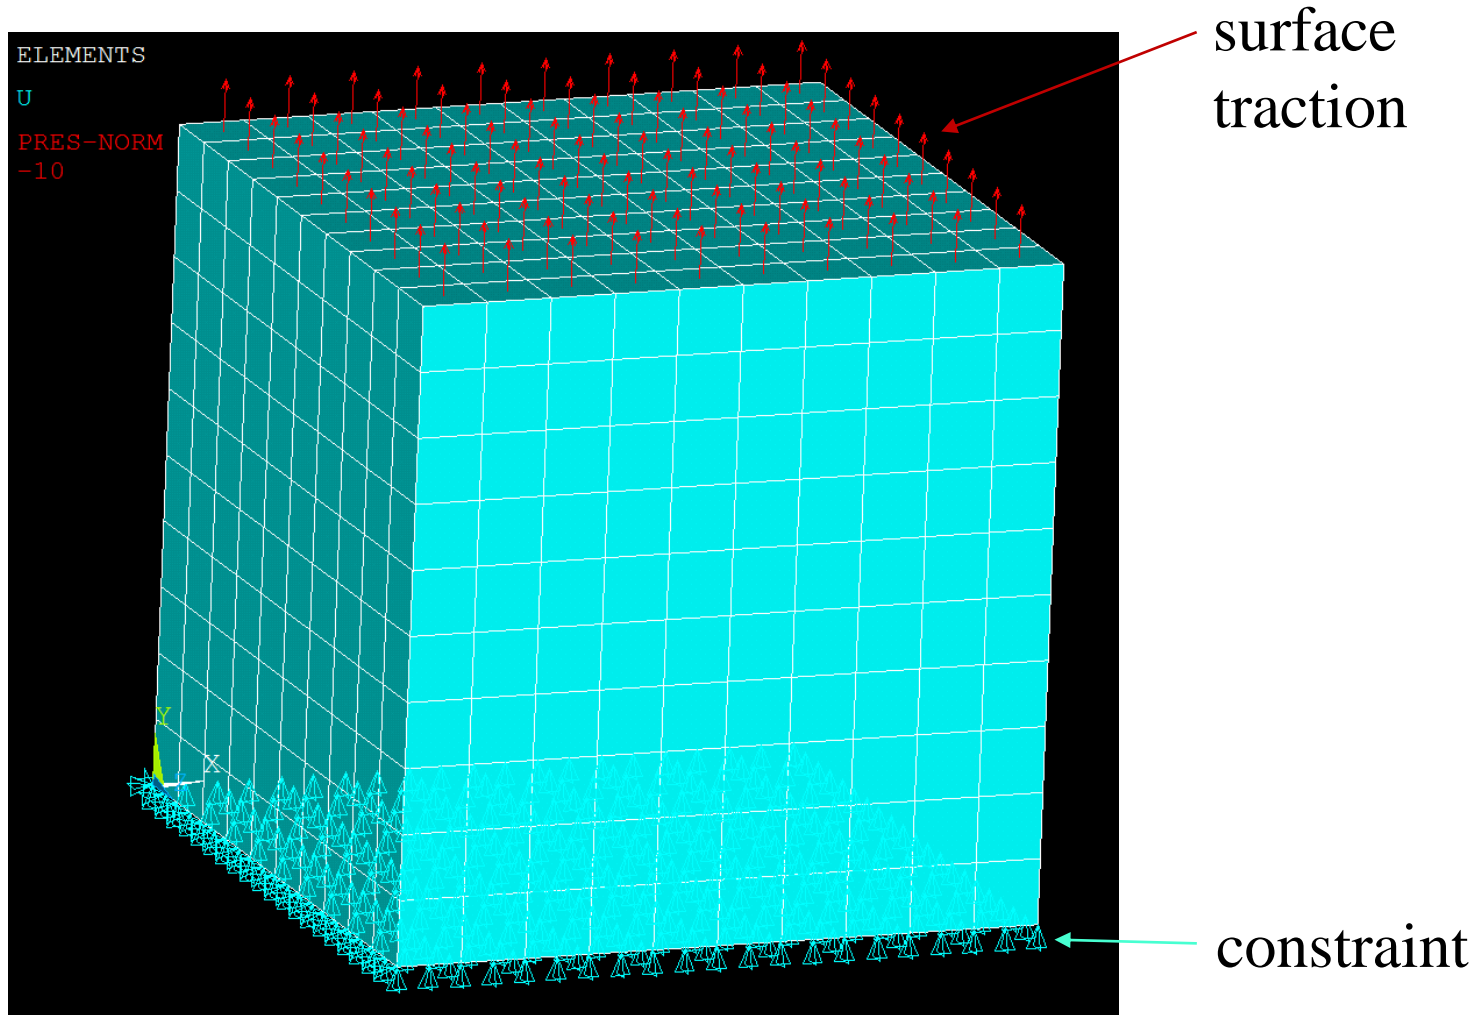 surface
traction
ELEMENTS
U
PRES-NORM
-10
Y
X
Z
constraint